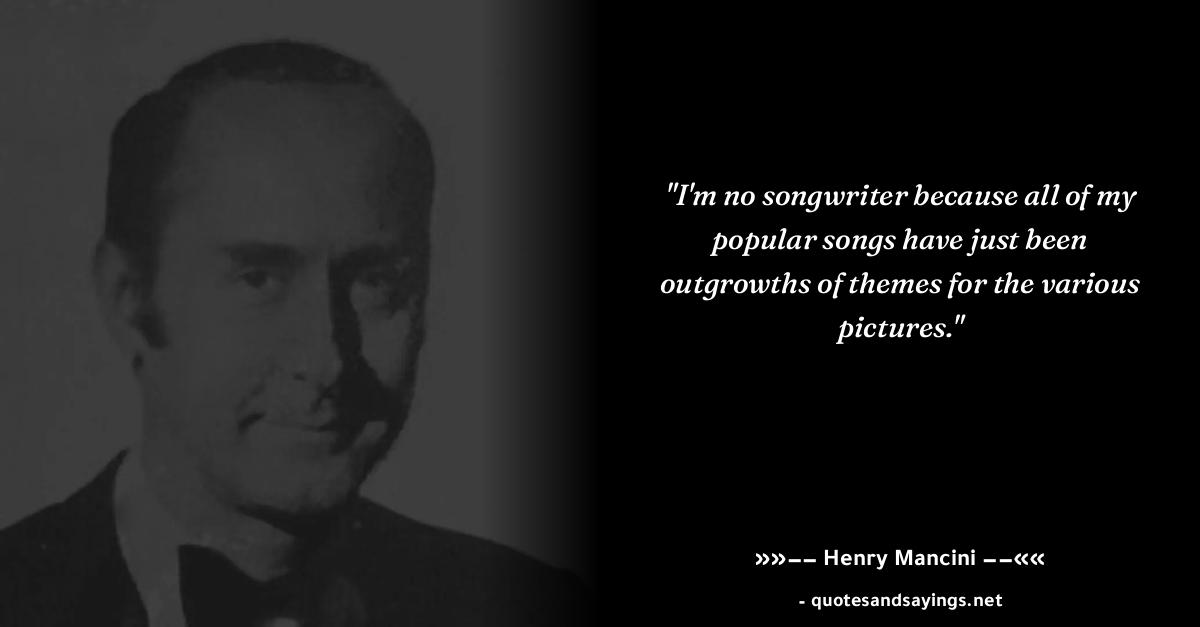 "I'm no songwriter because all of my
popular songs have just been
outgrowths of themes for the various
pictures."
»»−− Henry Mancini −−««
- quotesandsayings.net